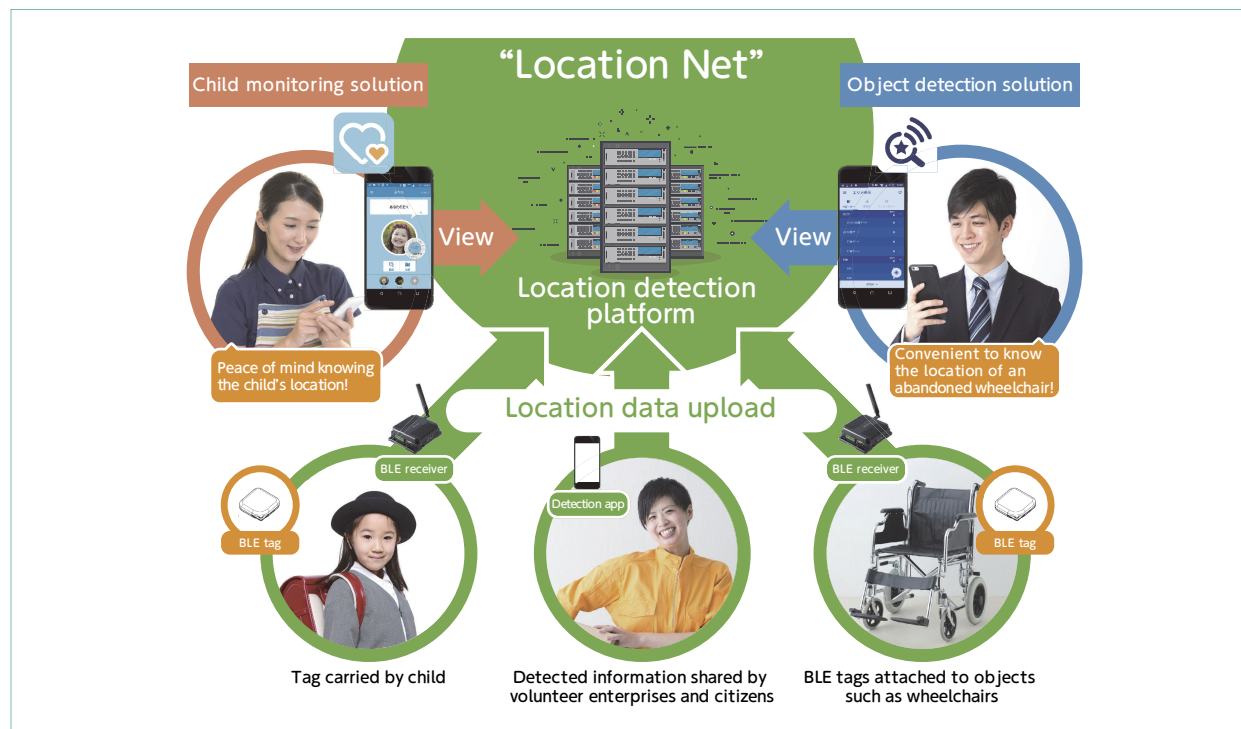 “Location Net”
Child monitoring solution
Object detection solution
View
View
Location detection
platform
Peace of mind knowing
the child’s location!
Convenient to know
the location of an
abandoned wheelchair!
Location data upload
BLE receiver
Detection app
BLE receiver
BLE tag
BLE tag
Tag carried by child
Detected information shared by
volunteer enterprises and citizens
BLE tags attached to objects
such as wheelchairs